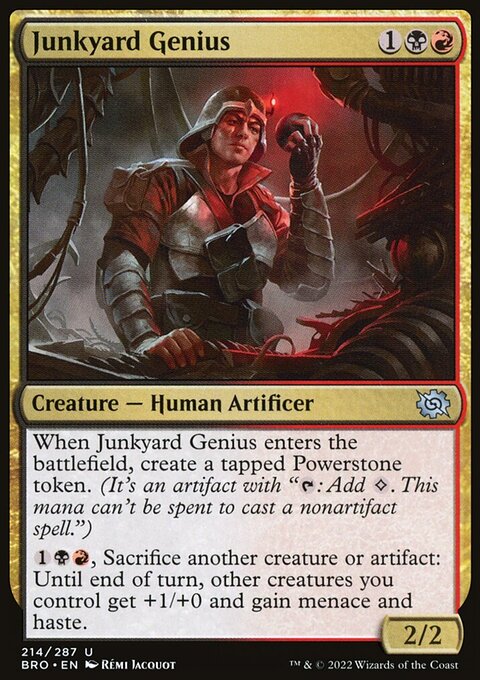 Junkyard Genius 1
Creature — Human Artificer
When Junkyard Genius enters the
battlefield, create a tapped Powerstone
token. (It's an artifact with “: Add . This
mana can't be spent to cast a nonartifact
spell.”)
1, Sacrifice another creature or artifact:
Until end of turn, other creatures you
control get +1/+0 and gain menace and
haste.
2/2
214/287 U
BRO • EN Rémi Jacquot
™ & © 2022 Wizards of the Coast